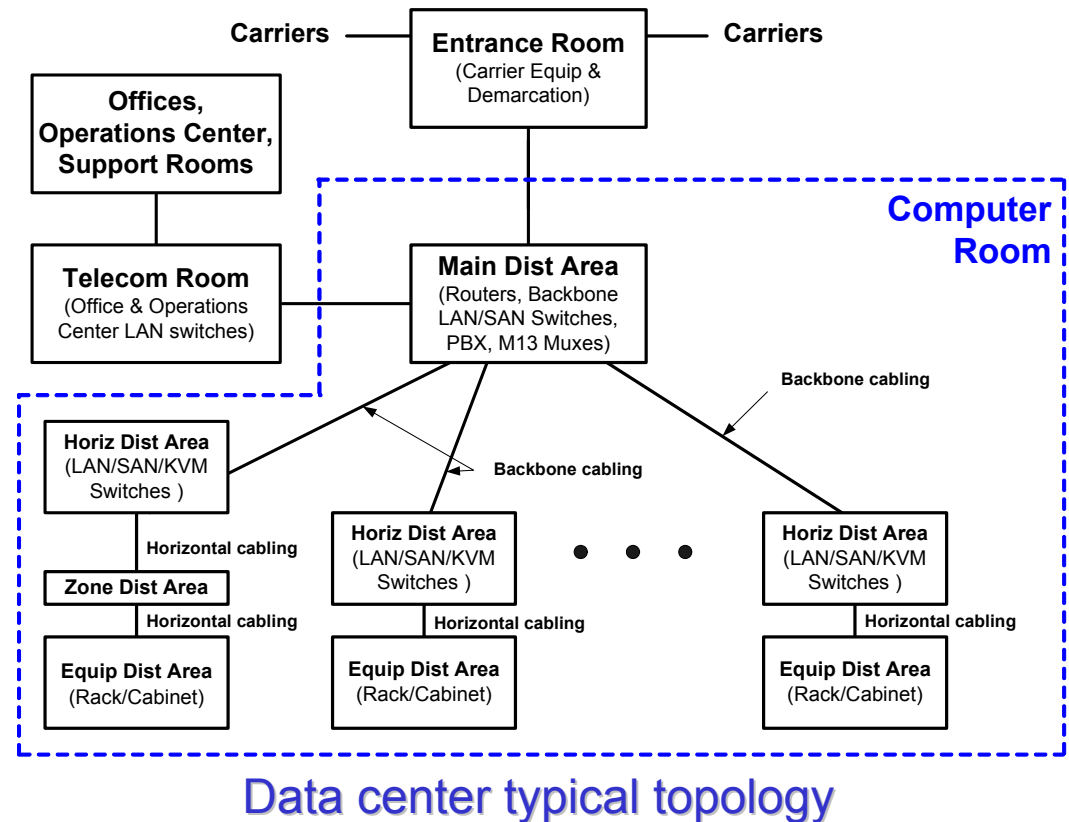 Carriers
Entrance Room
(Carrier Equip &
Demarcation)
Carriers
Offices,
Operations Center,
Support Rooms
Computer
Room
Telecom Room
(Office & Operations
Center LAN switches)
Main Dist Area
(Routers, Backbone
LAN/SAN Switches,
PBX, M13 Muxes)
Backbone cabling
Backbone cabling
Horiz Dist Area
(LAN/SAN/KVM
Switches )
Horizontal cabling
Zone Dist Area
Horizontal cabling
Equip Dist Area
(Rack/Cabinet)
Horiz Dist Area
(LAN/SAN/KVM
Switches )
Horizontal cabling
Equip Dist Area
(Rack/Cabinet)
Horiz Dist Area
(LAN/SAN/KVM
Switches )
Horizontal cabling
Equip Dist Area
(Rack/Cabinet)
Data center typical topology